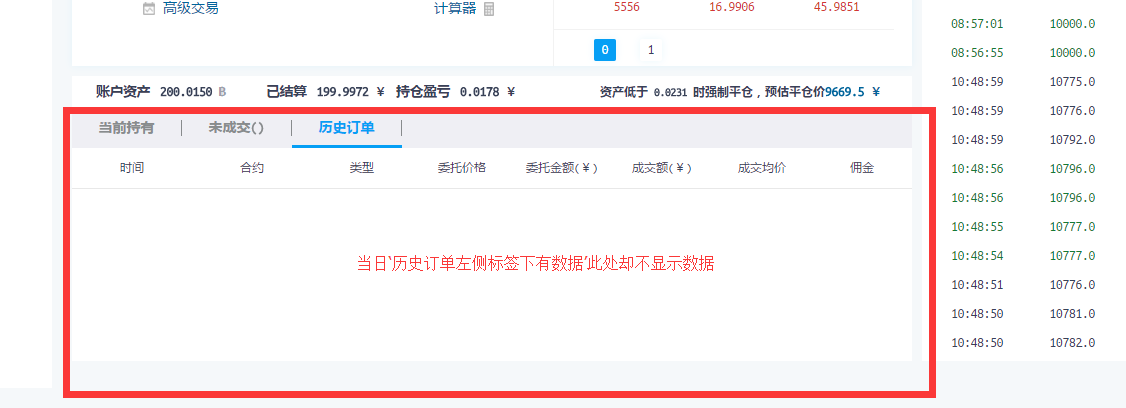 高级交易 计算器 5556 16.9906 45.9851
0 1
账户资产 200.0150 B 已结算 199.9972 ¥ 持仓盈亏 0.0178 ¥ 资产低于 0.0231 时强制平仓，预估平仓价9669.5 ¥
当前持有 未成交() 历史订单
时间 合约 类型 委托价格 委托金额(¥) 成交额(¥) 成交均价 佣金
当日'历史订单左侧标签下有数据'此处却不显示数据
08:57:01 10000.0
08:56:55 10000.0
10:48:59 10775.0
10:48:59 10776.0
10:48:59 10792.0
10:48:56 10796.0
10:48:56 10796.0
10:48:55 10777.0
10:48:54 10777.0
10:48:51 10776.0
10:48:50 10781.0
10:48:50 10782.0